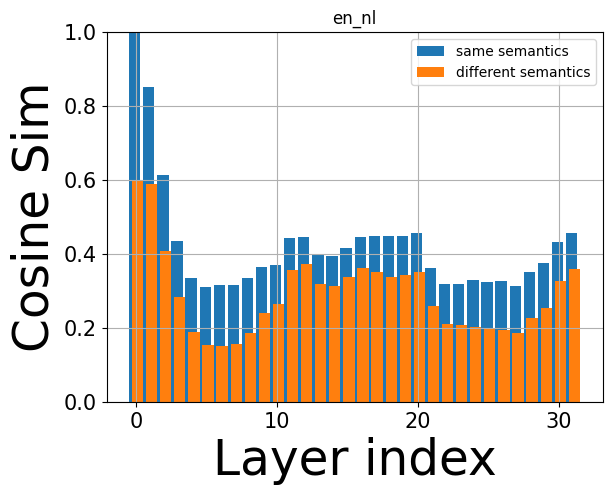 en_nl
same semantics
different semantics
Cosine Sim
1.0
0.8
0.6
0.4
0.2
0.0
0 10 20 30
Layer index